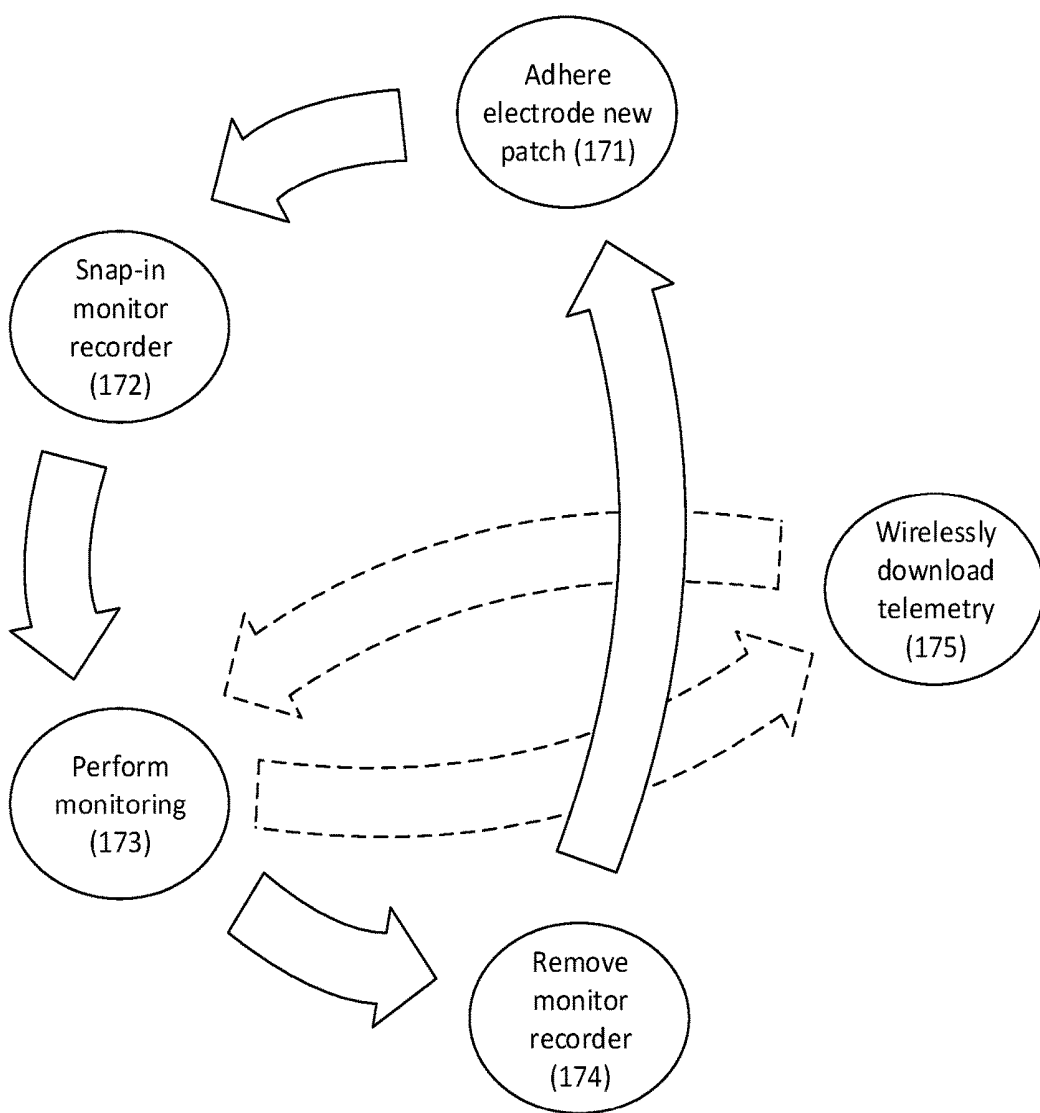 Adhere
electrode new
patch (171)
Snap-in
monitor
recorder
(172)
Wirelessly
download
telemetry
(175)
Perform
monitoring
(173)
Remove
monitor
recorder
(174)